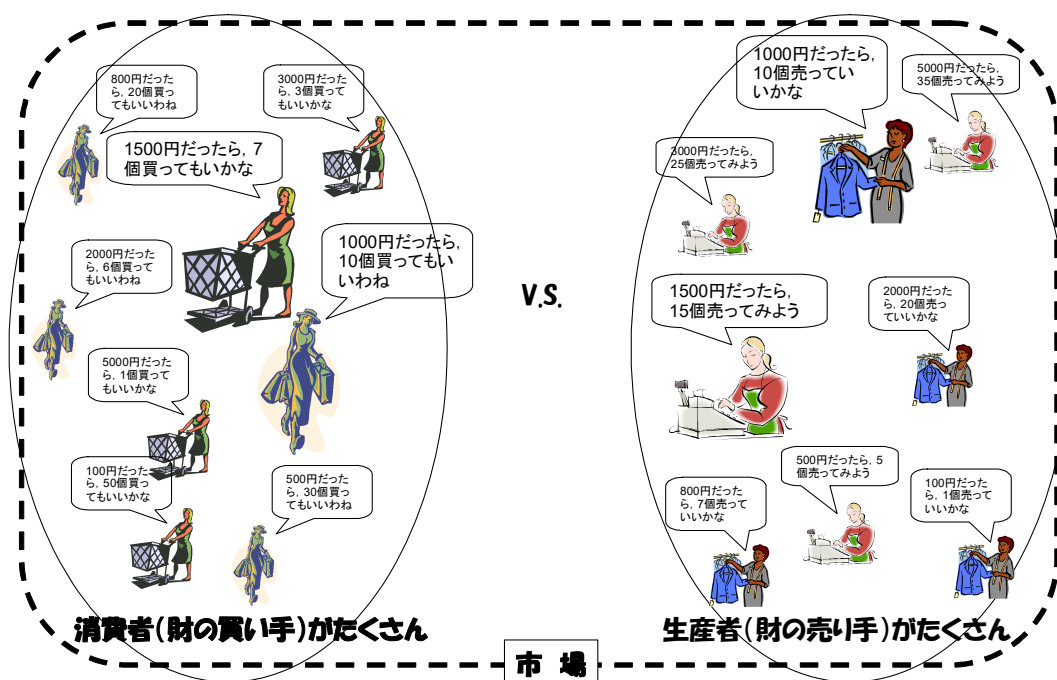 800円だった
ら, 20個買っ
てもいいわね
3000円だった
ら, 3個買って
もいいかな
1500円だったら, 7
個買ってもいかな
1000円だったら,
10個買ってもい
いわね
2000円だった
ら, 6個買って
もいいわね
5000円だった
ら, 1個買って
もいいかな
100円だった
ら, 50個買っ
てもいいかな
500円だった
ら, 30個買っ
てもいいわね
消費者(財の買い手)がたくさん
V.S.
1000円だったら,
10個売ってい
いかな
5000円だったら,
35個売ってみよう
3000円だったら,
25個売ってみよう
1500円だったら,
15個売ってみよう
2000円だった
ら, 20個売っ
ていいかな
500円だったら, 5
個売ってみよう
800円だった
ら, 7個売って
いいかな
100円だった
ら, 1個売って
いいかな
生産者(財の売り手)がたくさん
市 場